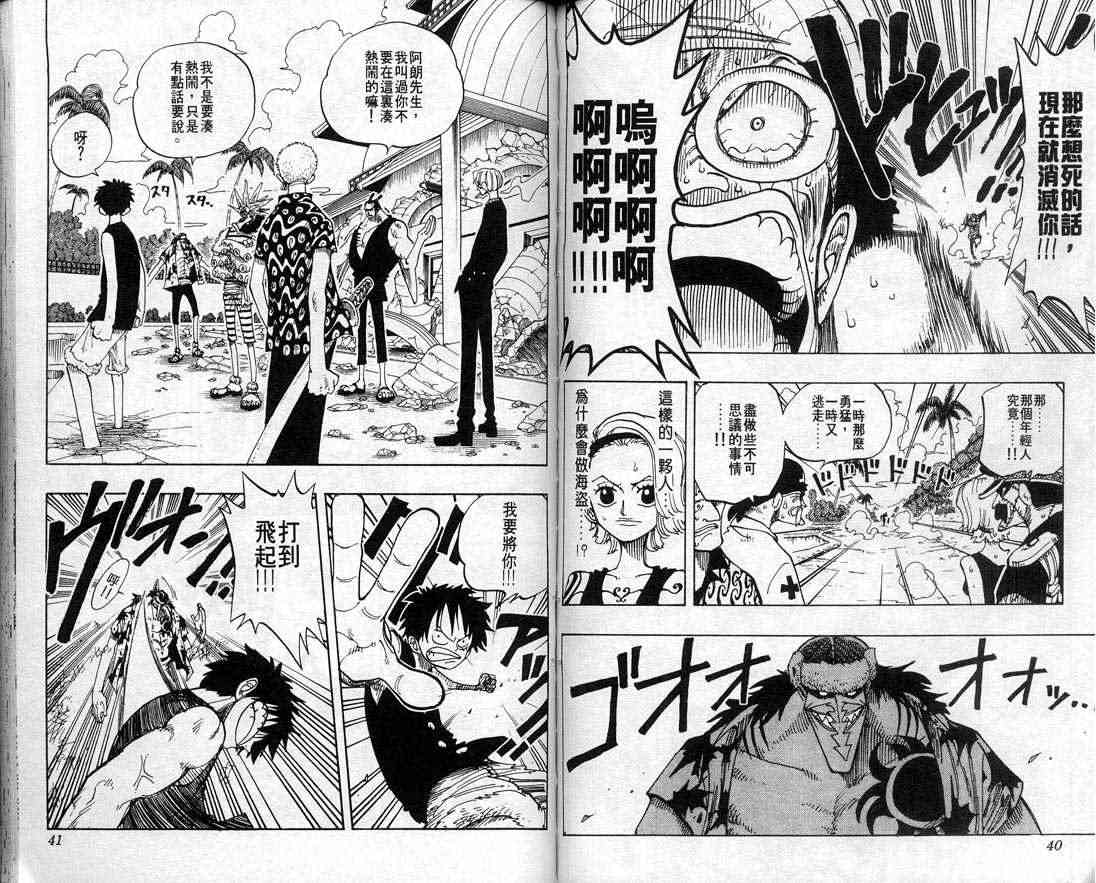 那麼想死的話，
現在就消滅你!!!
ドヒュッ
嗚啊啊啊
啊啊啊!!!!
那……
那個年輕人
究竟…!!
一時那麼
勇猛，
一時又
逃走…
ドドドドドド
盡做些不可
思議的事情
……!!
這樣的一夥人…
為什麼會做海盜……!?
ゴオオオオッ..
40
阿朗先生，
我叫過你不
要在這裏湊
熱鬧的嘛！
我不是要湊
熱鬧，只是
有點話要說
。
呀？
スタ
スタ..
我要將你!!!
打到
飛起!!!
グオン!
呼!!
41